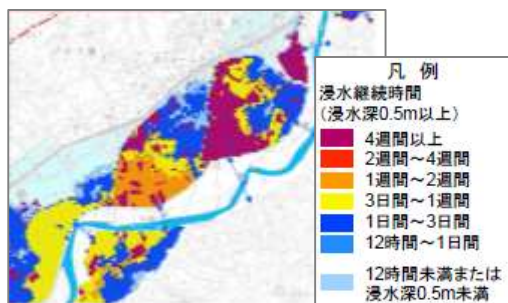 凡 例
浸水継続時間
(浸水深0.5m以上)
4週間以上
2週間～4週間
1週間～2週間
3日間～1週間
1日間～3日間
12時間～1日間
12時間未満または
浸水深0.5m未満